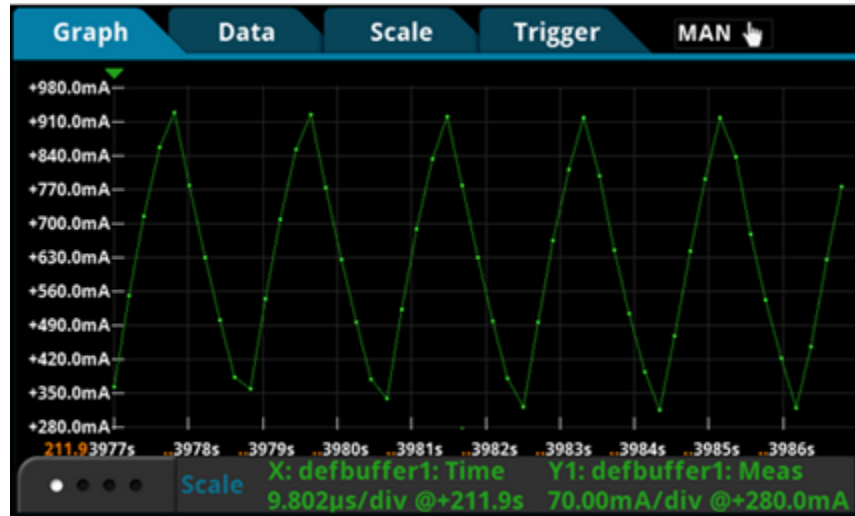 Graph Data Scale Trigger MAN
+980.0mA
+910.0mA
+840.0mA
+770.0mA
+700.0mA
+630.0mA
+560.0mA
+490.0mA
+420.0mA
+350.0mA
+280.0mA
211.93977s ..3978s ..3979s ..3980s ..3981s ..3982s ..3983s ..3984s ..3985s ..3986s
Scale X: defbuffer1: Time Y1: defbuffer1: Meas
9.802µs/div @+211.9s 70.00mA/div @+280.0mA